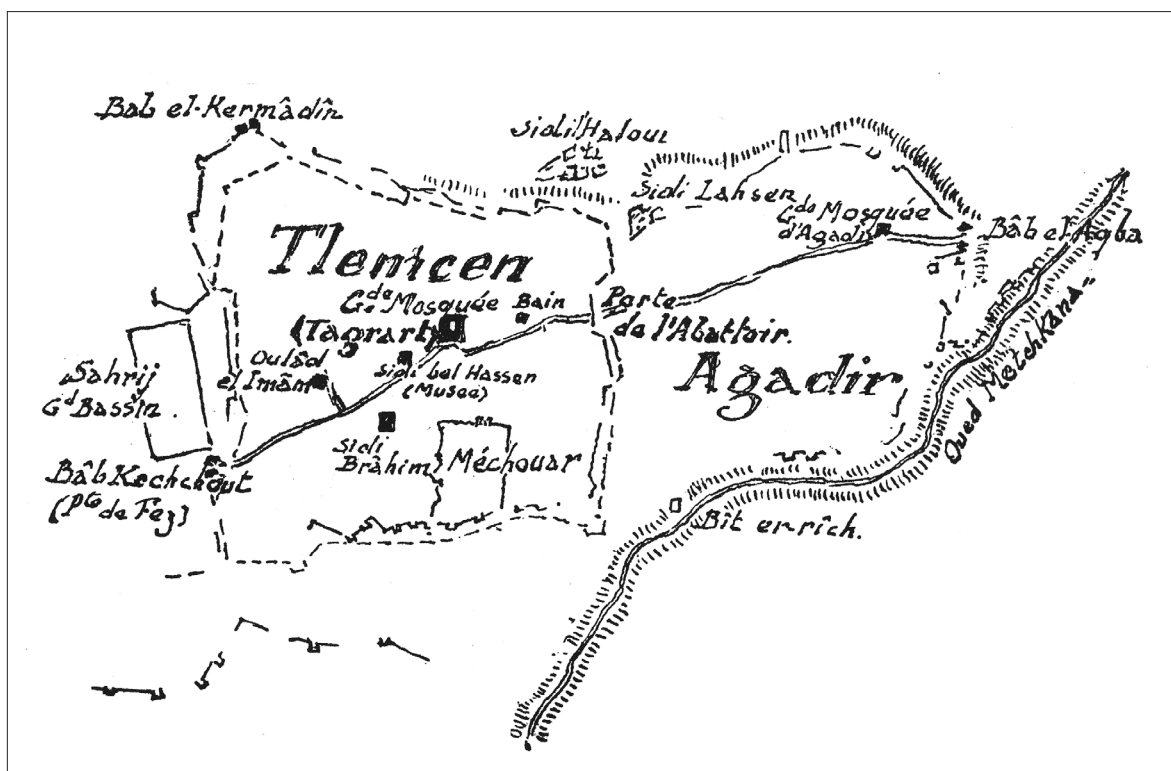 Bab el-Kermâdîn
Sidi Haloui
Sidi Lahsen
Gde Mosquée
d'Agadir
Bâb el Aqba
Tlemcen
Gde Mosquée
(Tagrart)
Bain
Porte
de l'Abattoir.
Oulâd
el Imâm
Sidi bel Hassen
(Musée)
Agadir
Sahrij
Gd Bassin.
Sidi
Brâhim
Méchouar
Bâb Kechchout
(Pte de Fez)
Oued Metchkana
Bît er-rîch.